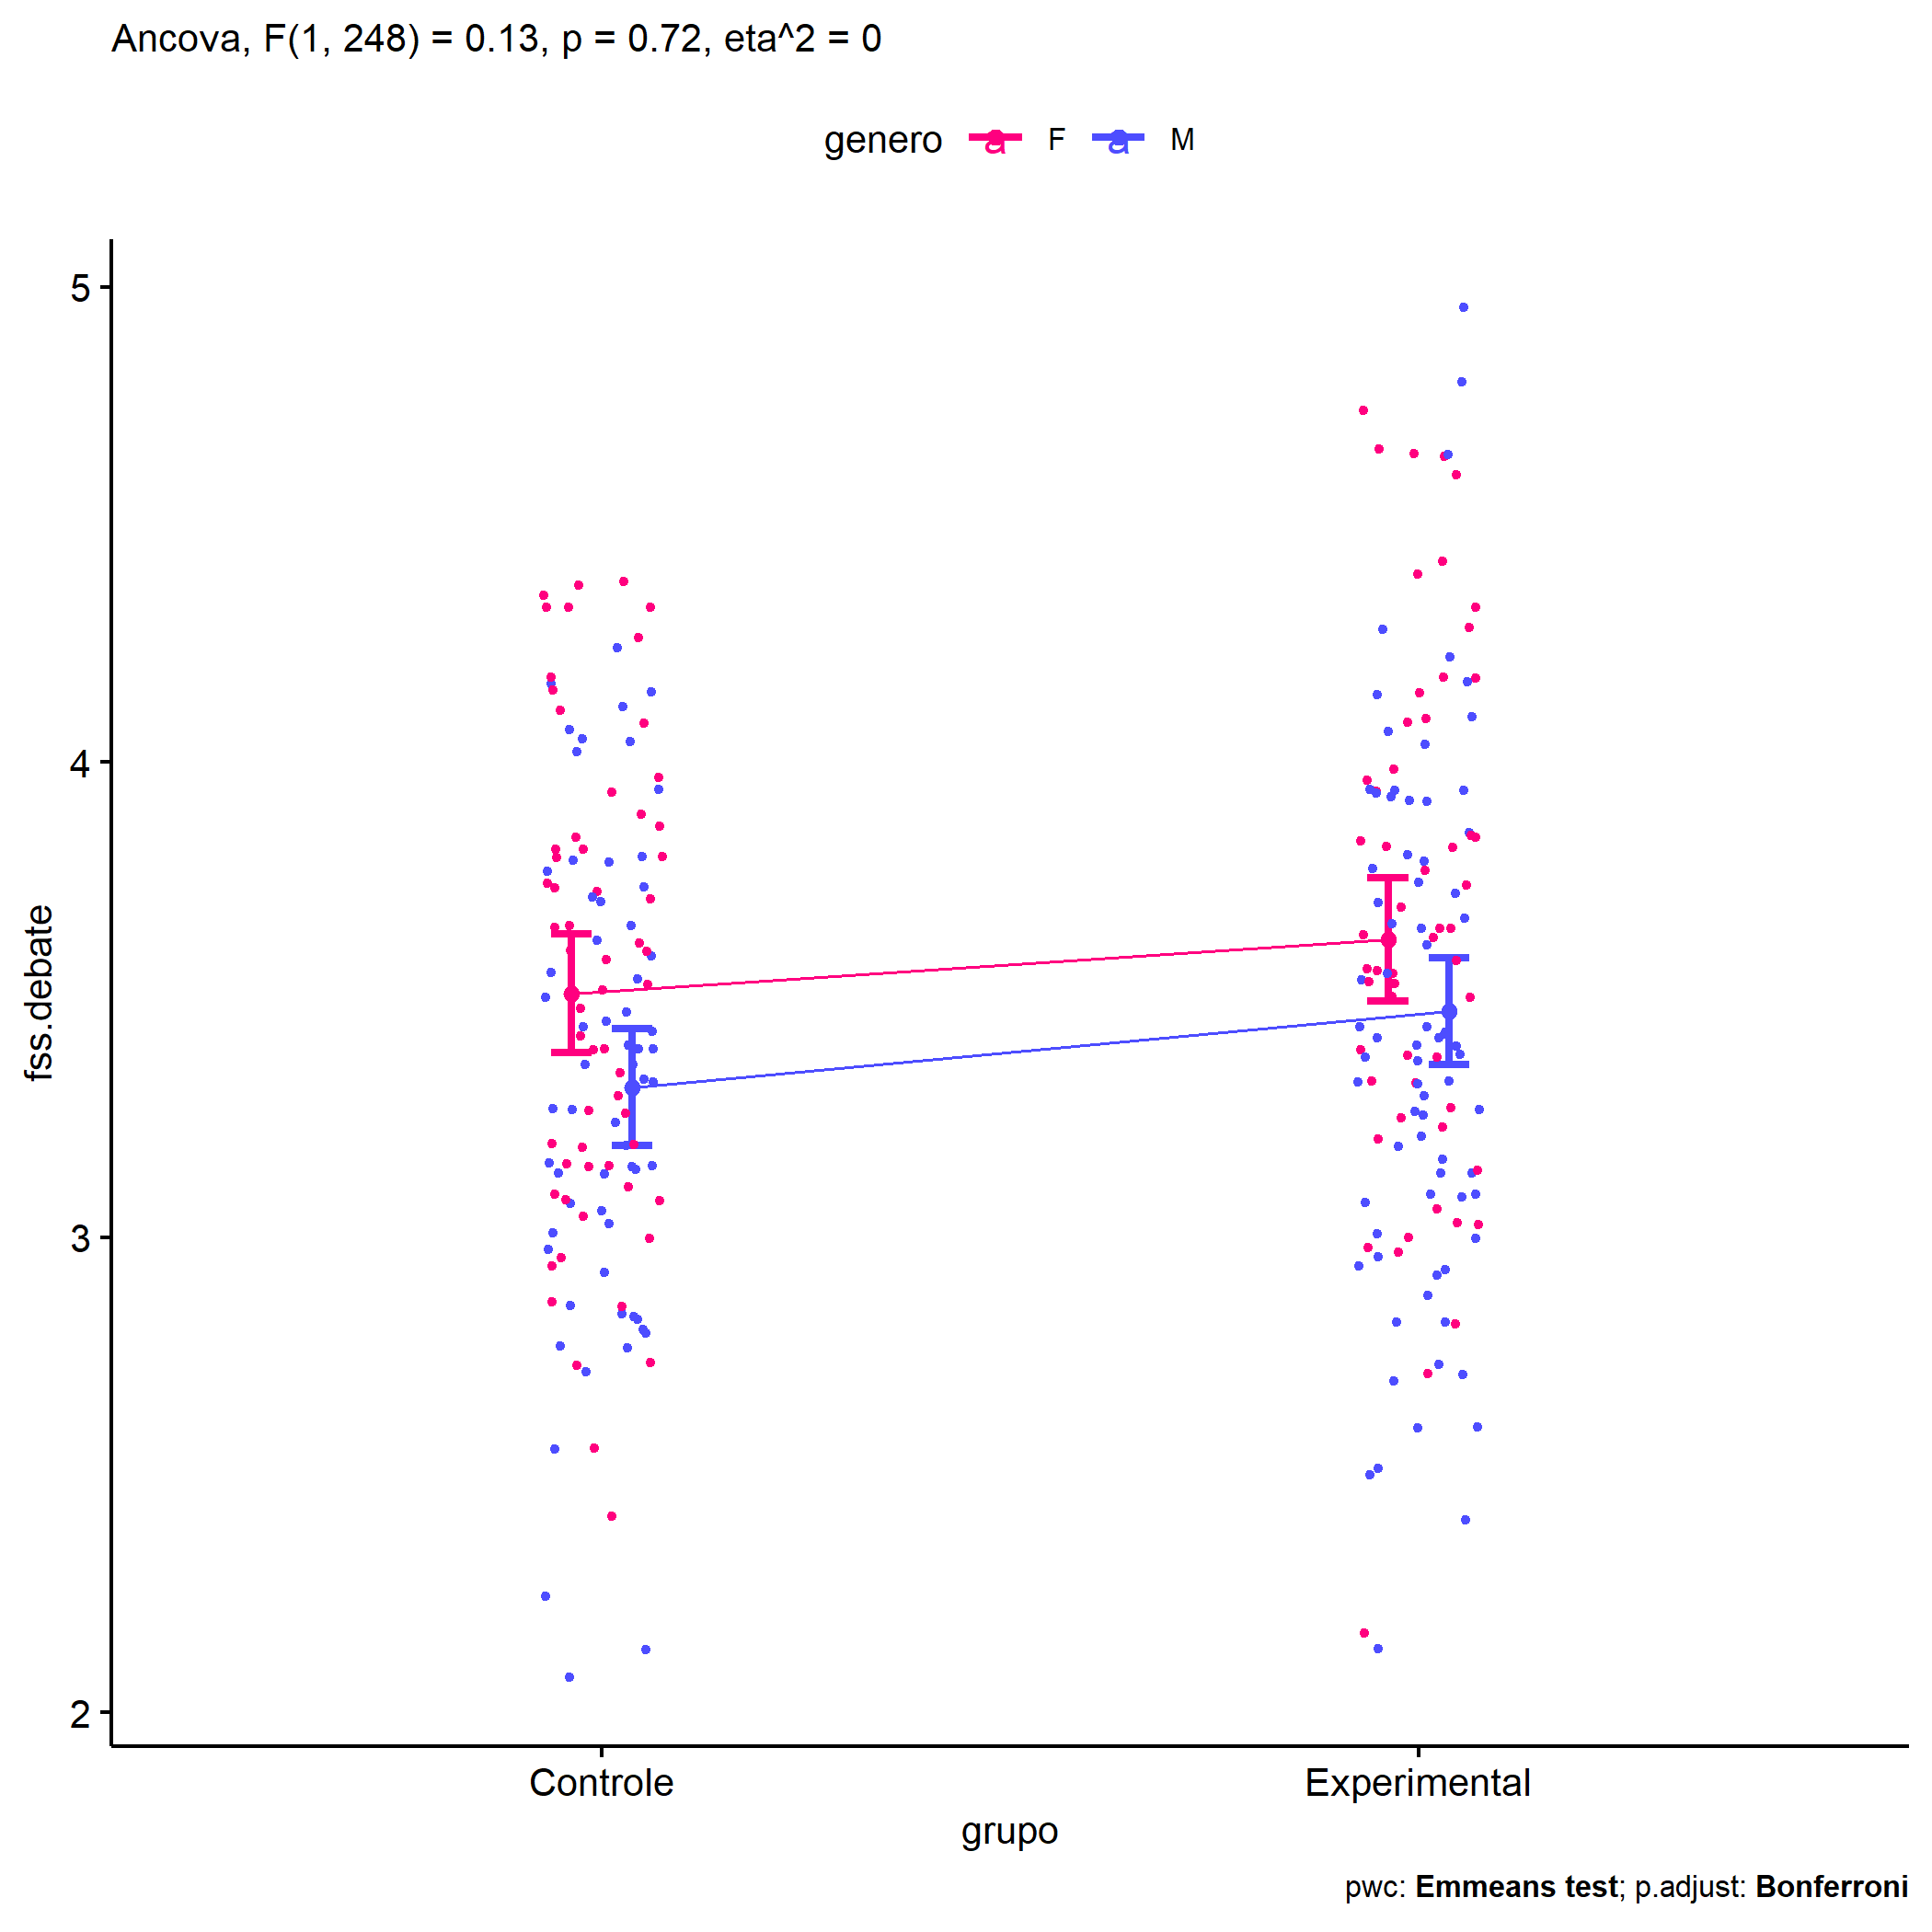 Ancova, F(1, 248) = 0.13, p = 0.72, eta^2 = 0
genero a F a M
5
4
3
2
fss.debate
Controle Experimental
grupo
pwc: Emmeans test; p.adjust: Bonferroni